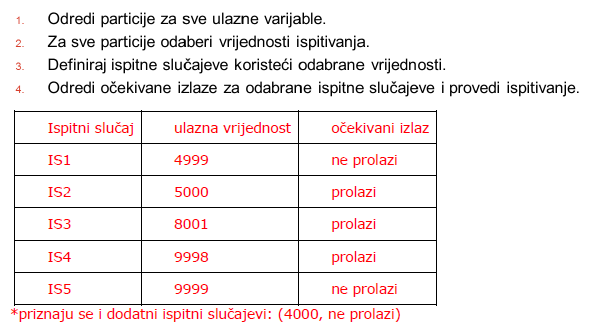 1. Odredi particije za sve ulazne varijable.
2. Za sve particije odaberi vrijednosti ispitivanja.
3. Definiraj ispitne slučajeve koristeći odabrane vrijednosti.
4. Odredi očekivane izlaze za odabrane ispitne slučajeve i provedi ispitivanje.
Ispitni slučaj ulazna vrijednost očekivani izlaz
IS1 4999 ne prolazi
IS2 5000 prolazi
IS3 8001 prolazi
IS4 9998 prolazi
IS5 9999 ne prolazi
*priznaju se i dodatni ispitni slučajevi: (4000, ne prolazi)